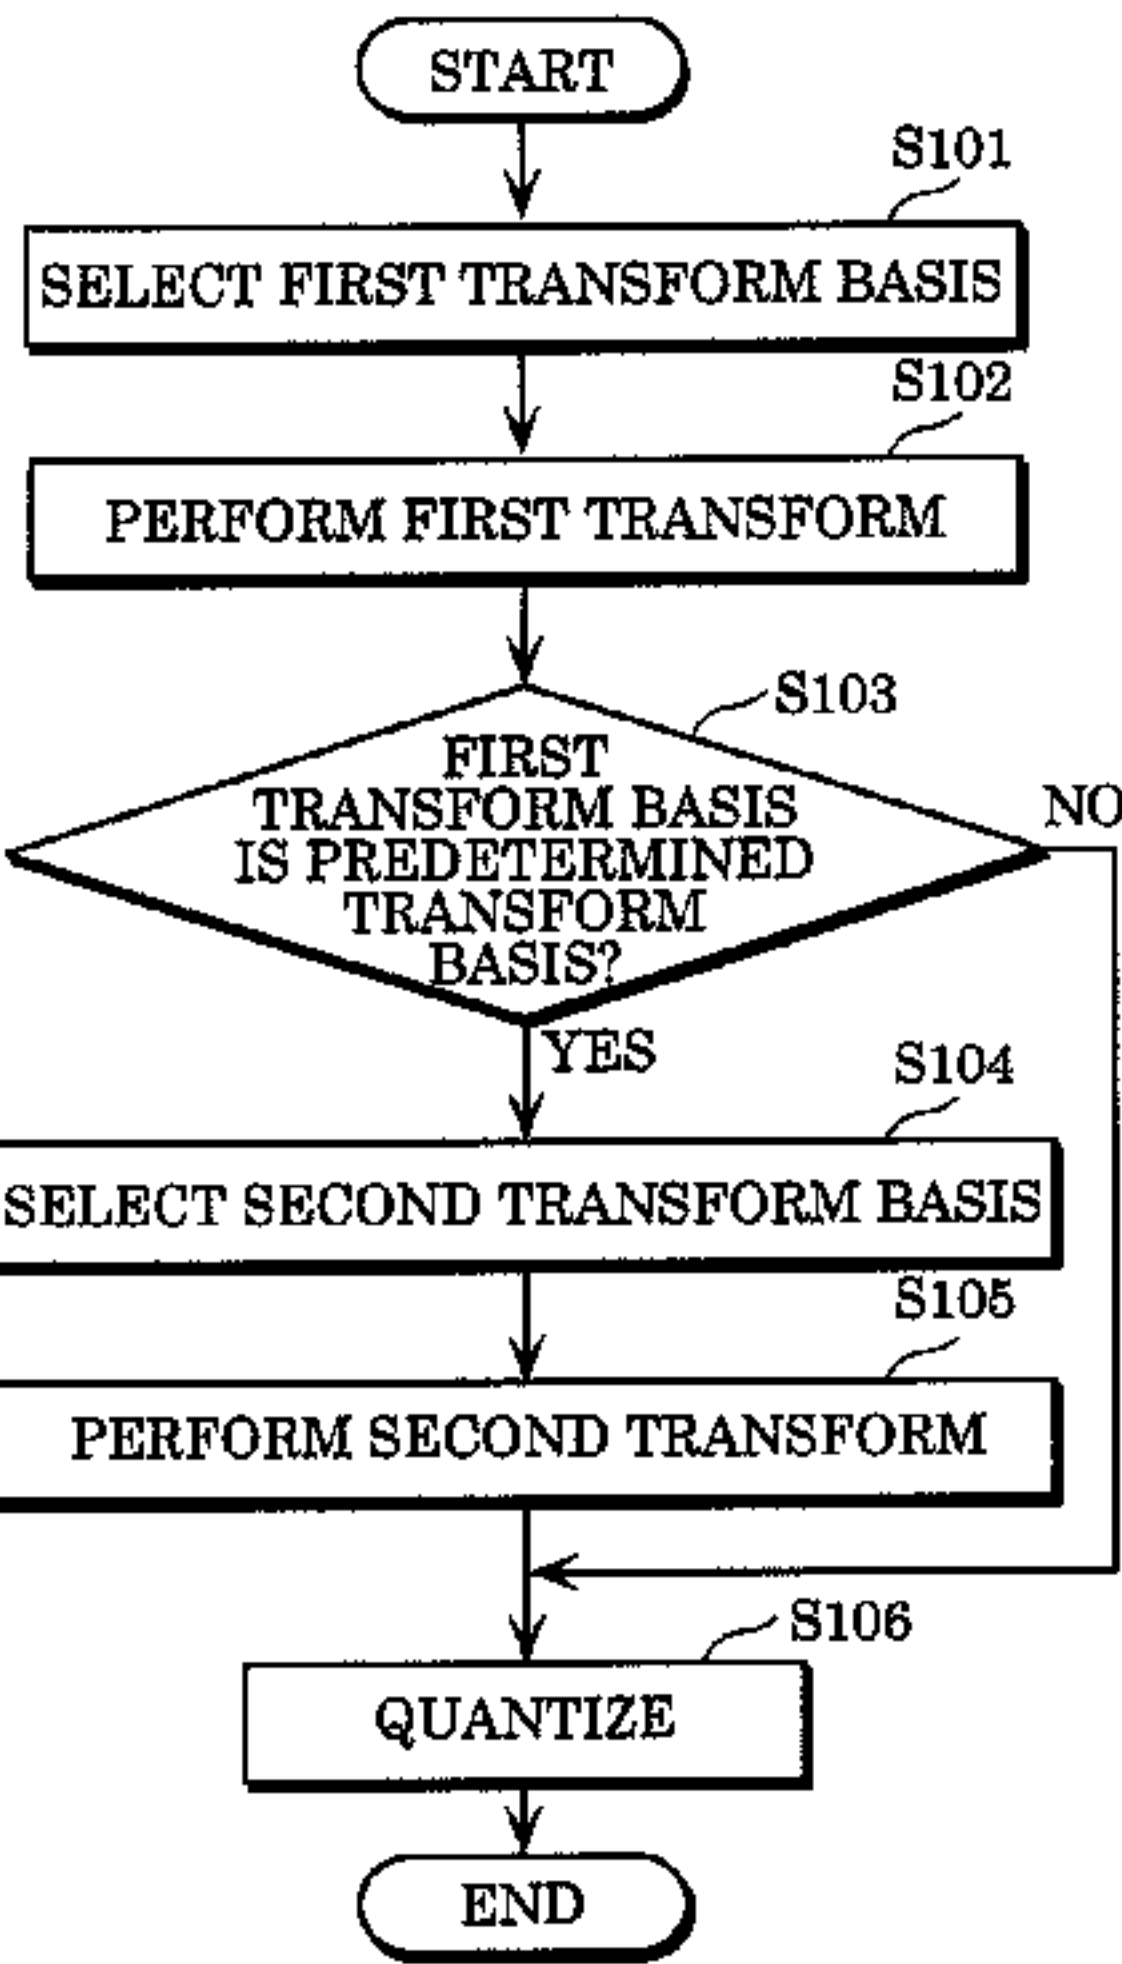 START
S101
SELECT FIRST TRANSFORM BASIS
S102
PERFORM FIRST TRANSFORM
S103
FIRST
TRANSFORM BASIS
IS PREDETERMINED
TRANSFORM
BASIS?
NO
YES
S104
SELECT SECOND TRANSFORM BASIS
S105
PERFORM SECOND TRANSFORM
S106
QUANTIZE
END